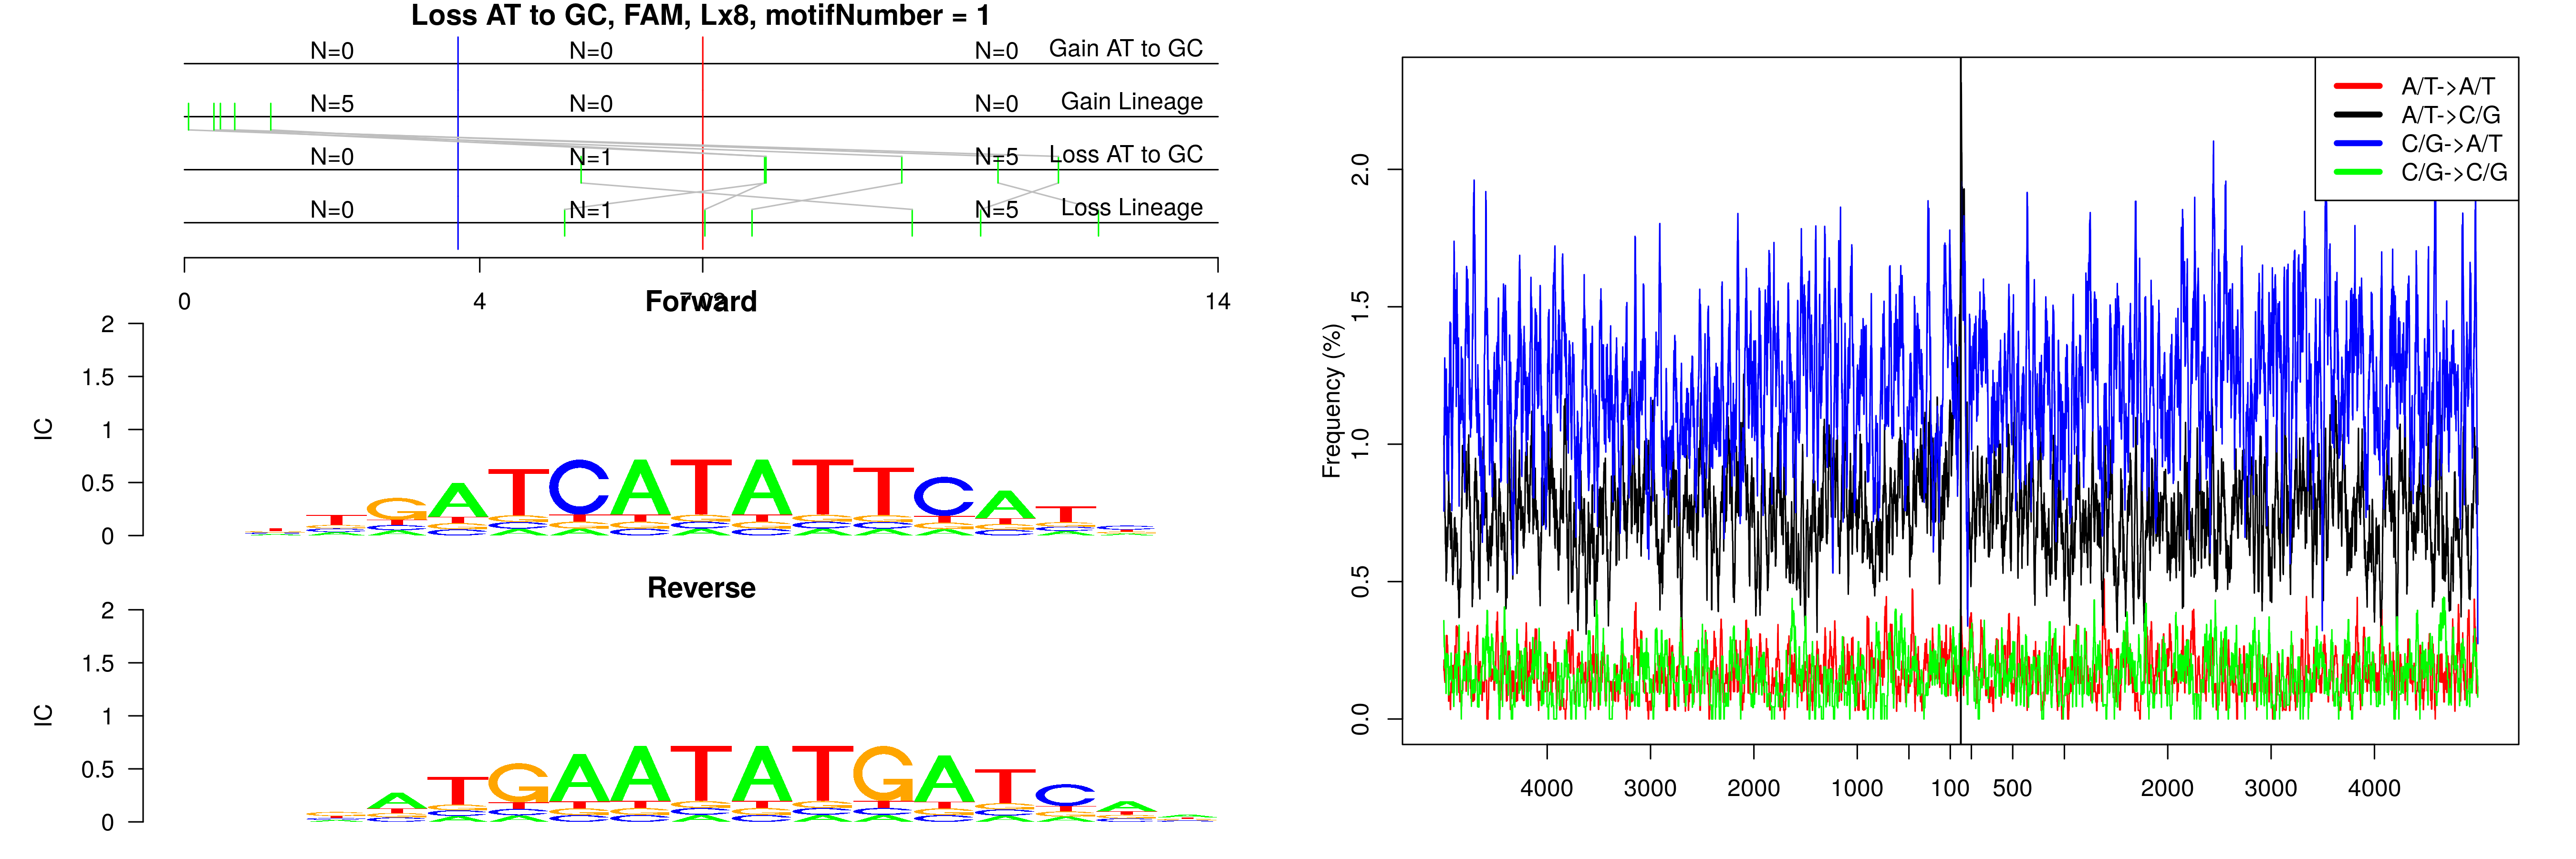 Loss AT to GC, FAM, Lx8, motifNumber = 1
N=0 N=0 N=0 Gain AT to GC
N=5 N=0 N=0 Gain Lineage
N=0 N=1 N=5 Loss AT to GC
N=0 N=1 N=5 Loss Lineage
0 4 14
Forward
2
1.5
1
0.5
0
IC
TGATCATATTCAT
Reverse
2
1.5
1
0.5
0
IC
ATGAATATGATCA
A/T->A/T
A/T->C/G
C/G->A/T
C/G->C/G
Frequency (%)
2.0
1.5
1.0
0.5
0.0
4000 3000 2000 1000 100 500 2000 3000 4000